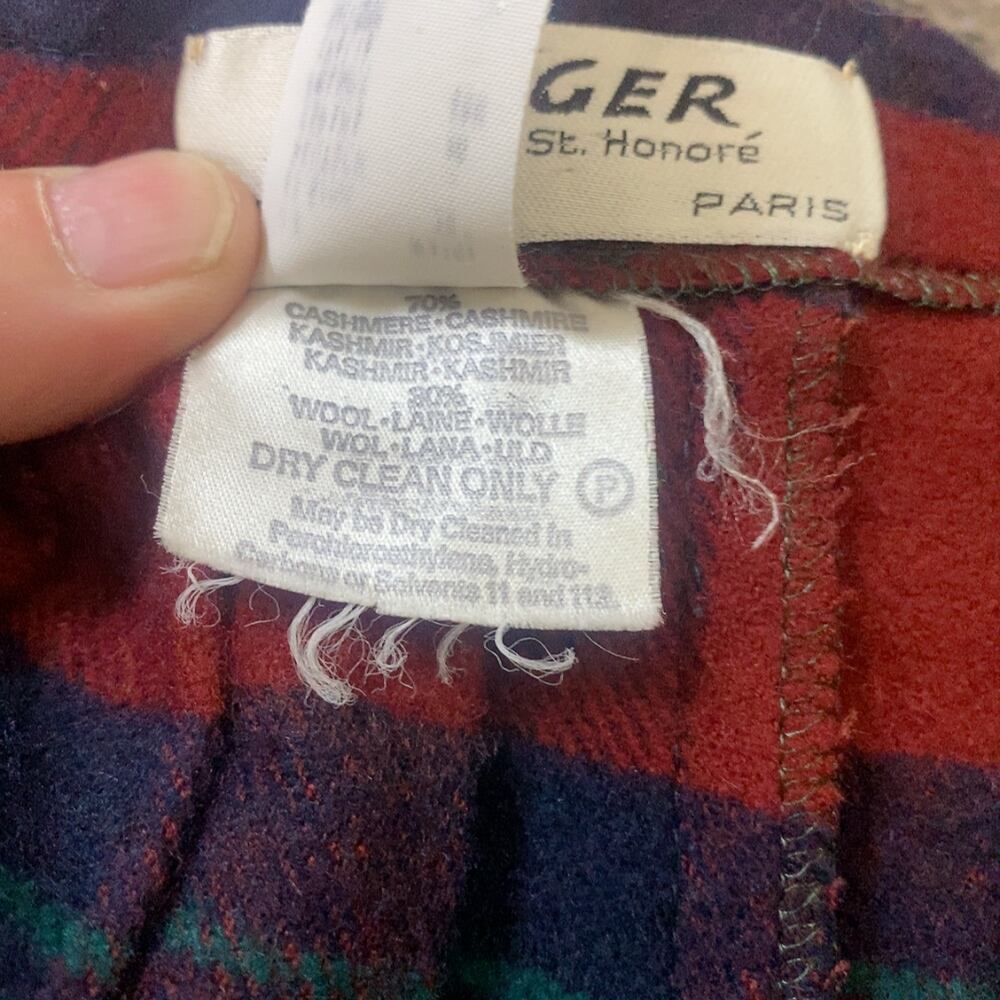 GER
St. Honoré
PARIS
70%
CASHMERE·CASHMIRE
KASHMIR·KOSJMIER
KASHMIR·KASHMIR
30%
WOOL·LAINE·WOLLE
WOL·LANA·ULD
DRY CLEAN ONLY P
May be Dry Cleaned in
Perchloroethylene, Hydro-
Carbons or Solvents 11 and 113.